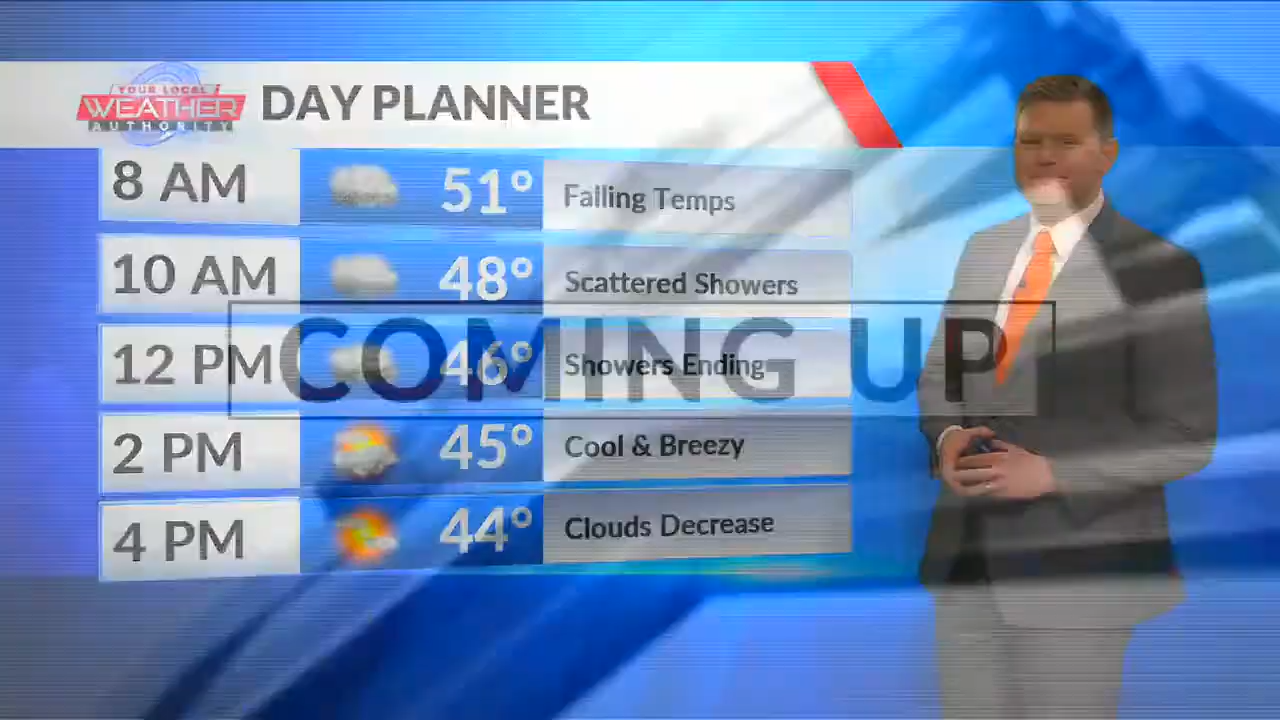 YOUR LOCAL
WEATHER
AUTHORITY
DAY PLANNER
8 AM 51° Falling Temps
10 AM 48° Scattered Showers
COMING UP
12 PM 46° Showers Ending
2 PM 45° Cool & Breezy
4 PM 44° Clouds Decrease